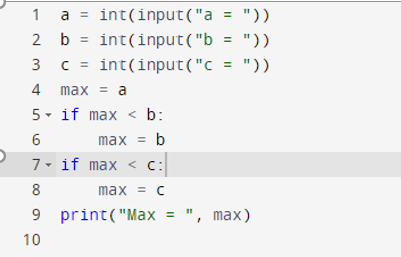 1 a = int(input("a = "))
2 b = int(input("b = "))
3 c = int(input("c = "))
4 max = a
5 if max < b:
6     max = b
7 if max < c:
8     max = c
9 print("Max = ", max)
10